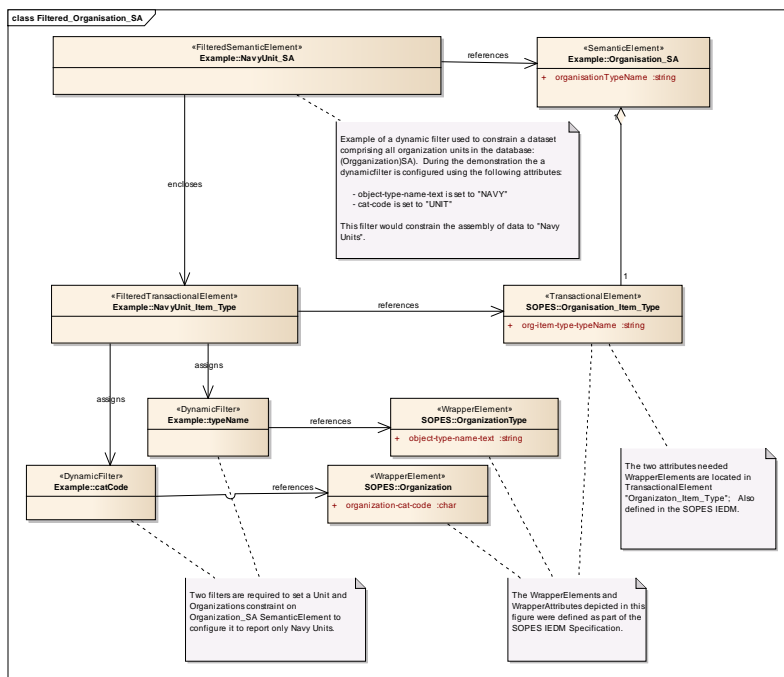 class Filtered_Organisation_SA
«FilteredSemanticElement»
Example::NavyUnit_SA
references
«SemanticElement»
Example::Organisation_SA
+ organisationTypeName :string
1
Example of a dynamic filter used to constrain a dataset
comprising all organization units in the database:
(Orgganization)SA). During the demonstration the a
dynamicfilter is configured using the following attributes:
- object-type-name-text is set to "NAVY"
- cat-code is set to "UNIT"
This filter would constrain the assembly of data to "Navy
Units".
encloses
1
«FilteredTransactionalElement»
Example::NavyUnit_Item_Type
references
«TransactionalElement»
SOPES::Organisation_Item_Type
+ org-item-type-typeName :string
assigns
assigns
«DynamicFilter»
Example::typeName
references
«WrapperElement»
SOPES::OrganizationType
+ object-type-name-text :string
«DynamicFilter»
Example::catCode
references
«WrapperElement»
SOPES::Organization
+ organization-cat-code :char
The two attributes needed
WrapperElements are located in
TransactionalElement
"Organizaton_Item_Type"; Also
defined in the SOPES IEDM.
Two filters are required to set a Unit and
Organizations constraint on
Organization_SA SemanticElement to
configure it to report only Navy Units.
The WrapperElements and
WrapperAttributes depicted in this
figure were defined as part of the
SOPES IEDM Specification.